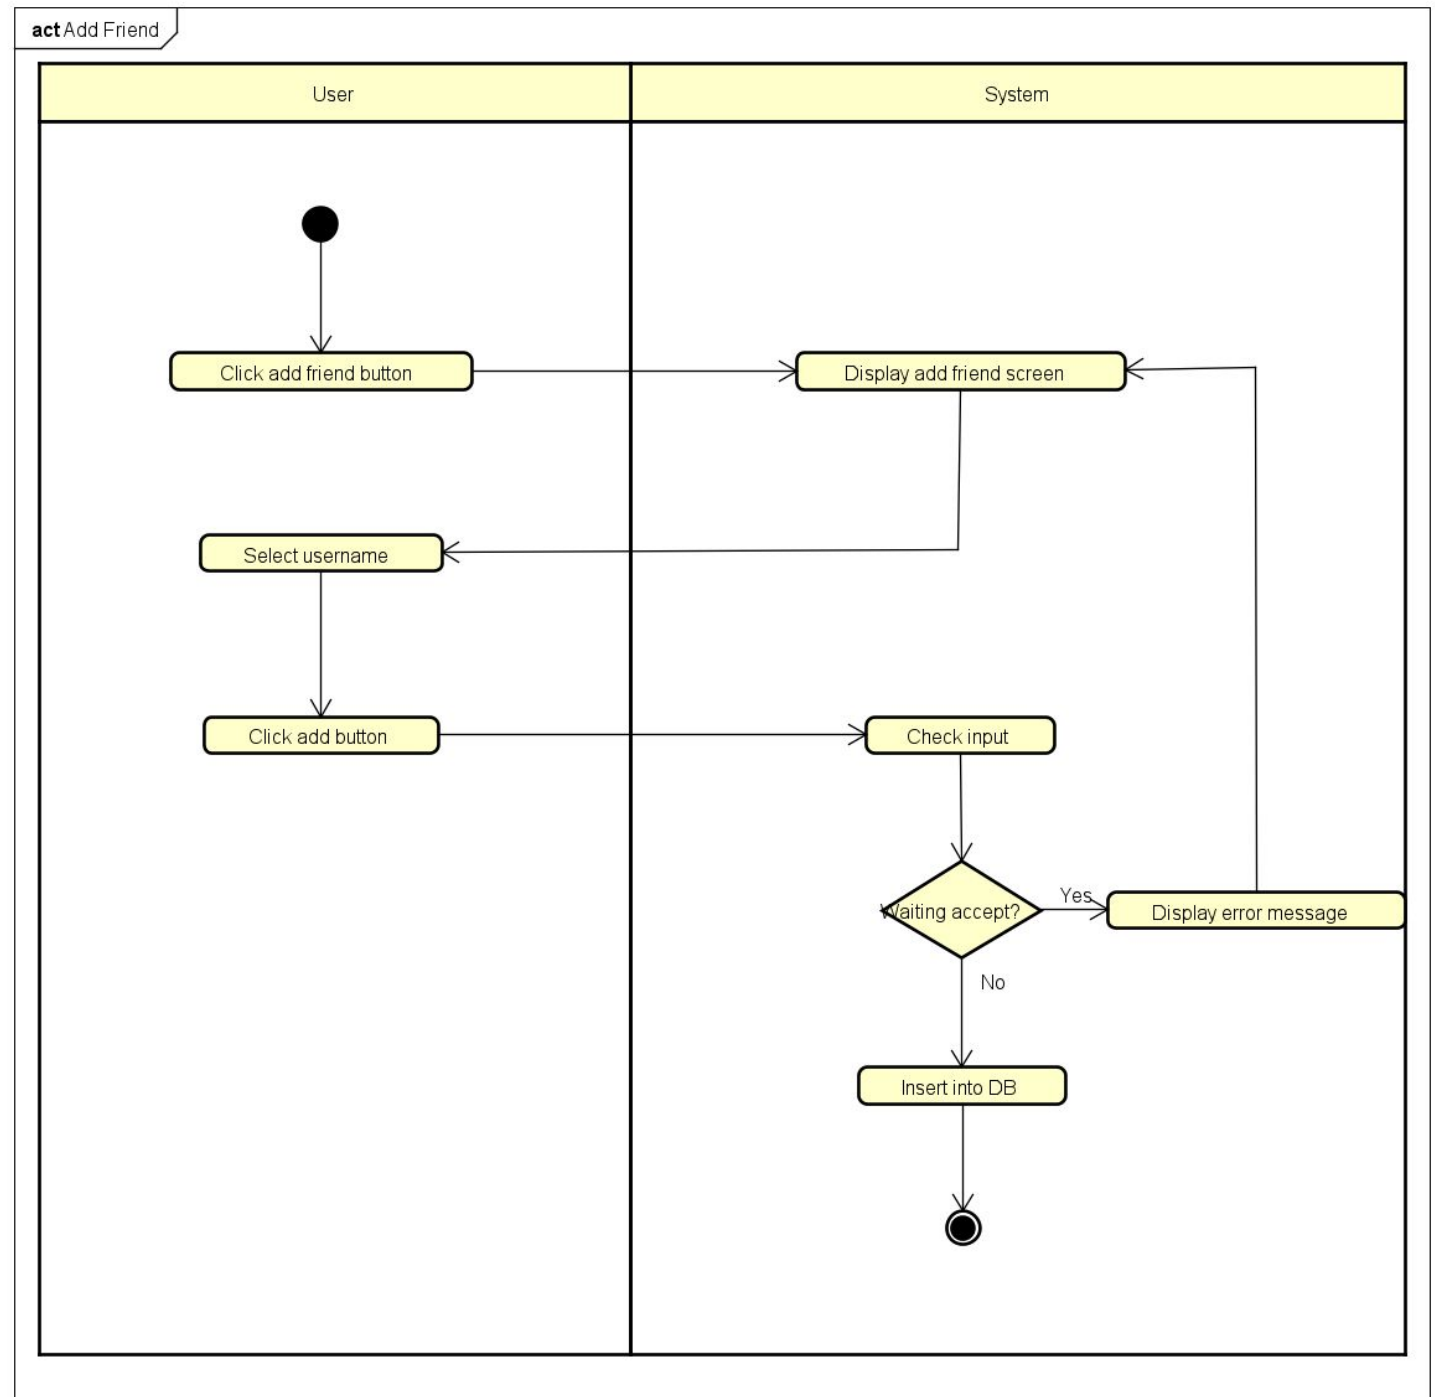 act Add Friend
User
System
Click add friend button
Display add friend screen
Select username
Click add button
Check input
Waiting accept?
Yes
Display error message
No
Insert into DB